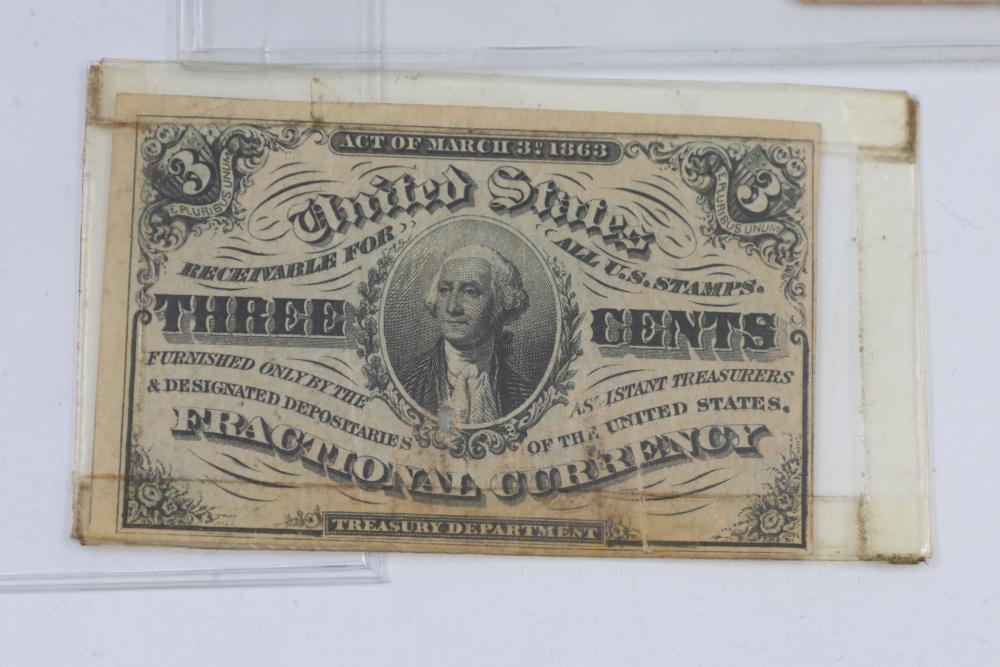 ACT OF MARCH 3D 1863
3
E PLURIBUS UNUM
3
E PLURIBUS UNUM
United States
RECEIVABLE FOR ALL U.S. STAMPS.
THREE CENTS
FURNISHED ONLY BY THE ASSISTANT TREASURERS
& DESIGNATED DEPOSITARIES OF THE UNITED STATES.
FRACTIONAL CURRENCY
TREASURY DEPARTMENT